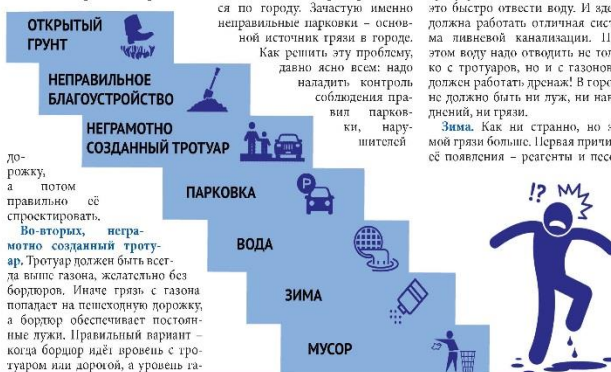 ОТКРЫТЫЙ
ГРУНТ
НЕПРАВИЛЬНОЕ
БЛАГОУСТРОЙСТВО
НЕГРАМОТНО
СОЗДАННЫЙ ТРОТУАР
ПАРКОВКА
P
ВОДА
ЗИМА
МУСОР
до-
рожку,
а потом
правильно её
спроектировать.
Во-вторых, негра-
мотно созданный троту-
ар. Тротуар должен быть всег-
да выше газона, желательно без
бордюров. Иначе грязь с газона
попадает на пешеходную дорожку,
а бордюр обеспечивает постоян-
ные лужи. Правильный вариант –
когда бордюр идёт вровень с тро-
туаром или дорогой, а уровень га-
ся по городу. Зачастую именно
неправильные парковки – основ-
ной источник грязи в городе.
Как решить эту проблему,
давно ясно всем: надо
наладить контроль
соблюдения пра-
вил парков-
ки, нару-
шителей
это быстро отвести воду. И зде
должна работать отличная сист
ма ливневой канализации. П
этом воду надо отводить не тол
ко с тротуаров, но и с газонов
должен работать дренаж! В горо
не должно быть ни луж, ни нав
днений, ни грязи.
Зима. Как ни странно, но з
мой грязи больше. Первая причи
её появления – реагенты и песо
!?